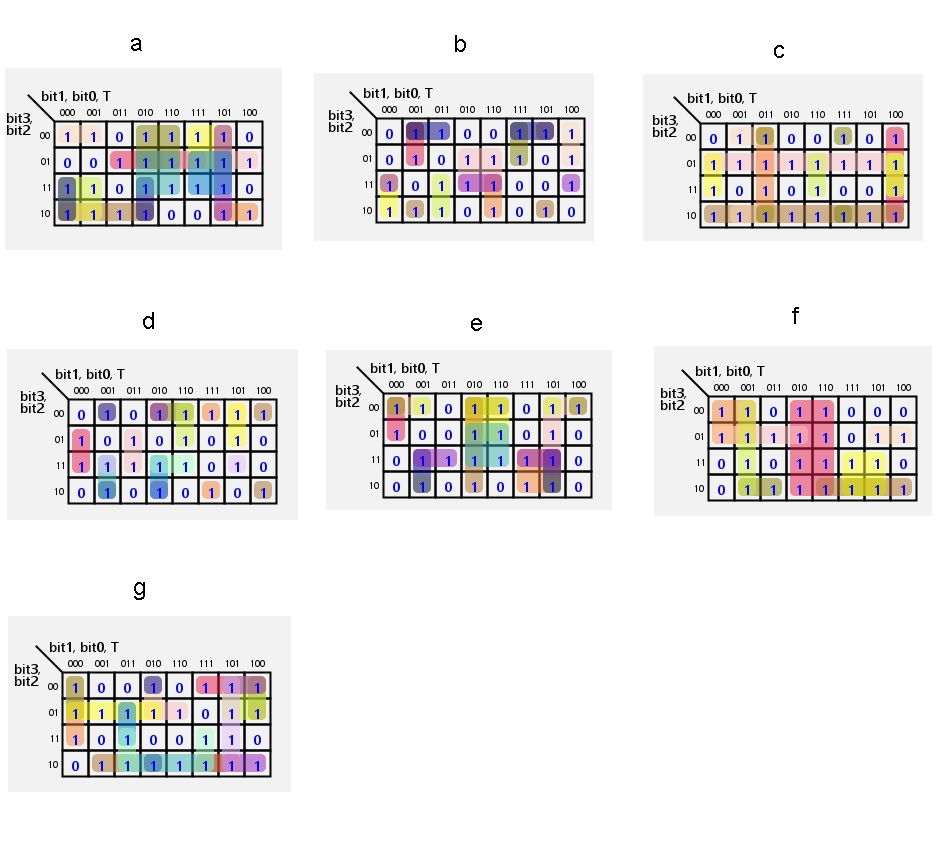 a
bit1, bit0, T
bit3,
bit2
000 001 011 010 110 111 101 100
00 1 1 0 1 1 1 1 0
01 0 0 1 1 1 1 1 1
11 1 1 0 1 1 1 1 0
10 1 1 1 1 0 0 1 1
b
bit1, bit0, T
bit3,
bit2
000 001 011 010 110 111 101 100
00 0 1 1 0 0 1 1 1
01 0 1 0 1 1 1 0 1
11 1 0 1 1 1 0 0 1
10 1 1 1 0 1 0 1 0
c
bit1, bit0, T
bit3,
bit2
000 001 011 010 110 111 101 100
00 0 1 1 0 0 1 0 1
01 1 1 1 1 1 1 1 1
11 1 0 1 0 1 0 0 1
10 1 1 1 1 1 1 1 1
d
bit1, bit0, T
bit3,
bit2
000 001 011 010 110 111 101 100
00 0 1 0 1 1 1 1 1
01 1 0 1 0 1 0 1 0
11 1 1 1 1 1 0 1 0
10 0 1 0 1 0 1 0 1
e
bit1, bit0, T
bit3,
bit2
000 001 011 010 110 111 101 100
00 1 1 0 1 1 0 1 1
01 1 0 0 1 1 0 1 0
11 0 1 1 1 1 1 1 0
10 0 1 0 1 0 1 1 0
f
bit1, bit0, T
bit3,
bit2
000 001 011 010 110 111 101 100
00 1 1 0 1 1 0 0 0
01 1 1 1 1 1 0 1 1
11 0 1 0 1 1 1 1 0
10 0 1 1 1 1 1 1 1
g
bit1, bit0, T
bit3,
bit2
000 001 011 010 110 111 101 100
00 1 0 0 1 0 1 1 1
01 1 1 1 1 1 0 1 1
11 1 0 1 0 0 1 1 0
10 0 1 1 1 1 1 1 1